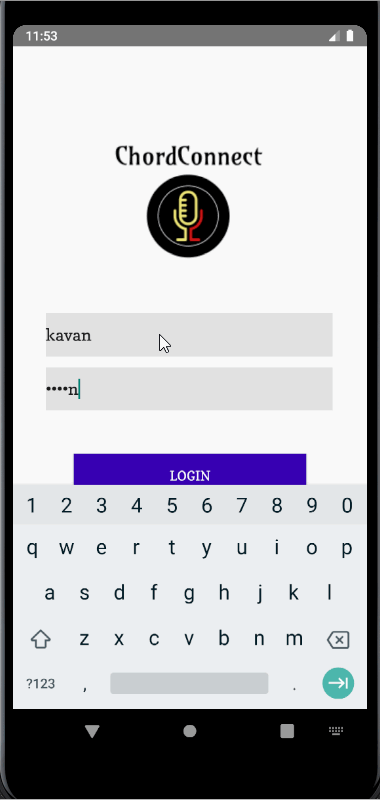 11:53
ChordConnect
kavan
••••n
LOGIN
1 2 3 4 5 6 7 8 9 0
q w e r t y u i o p
a s d f g h j k l
z x c v b n m
?123 , .